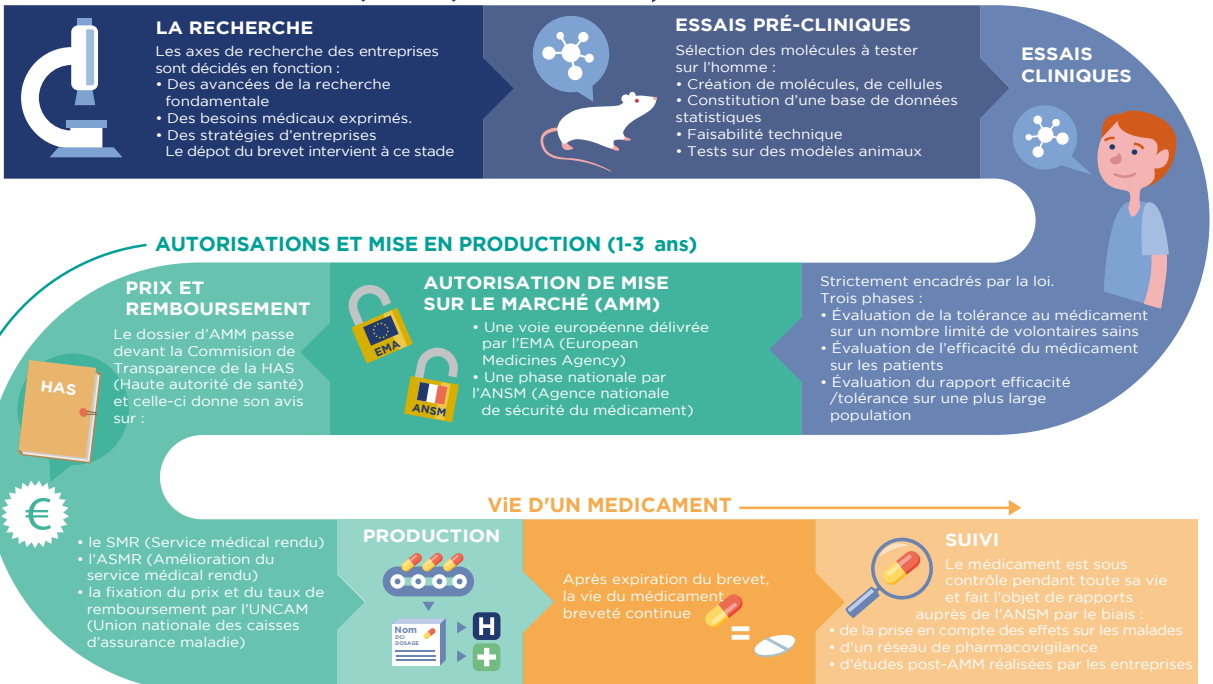 LA RECHERCHE
Les axes de recherche des entreprises
sont décidés en fonction :
• Des avancées de la recherche
fondamentale
• Des besoins médicaux exprimés.
• Des stratégies d'entreprises
Le dépot du brevet intervient à ce stade
ESSAIS PRÉ-CLINIQUES
Sélection des molécules à tester
sur l'homme :
• Création de molécules, de cellules
• Constitution d'une base de données
statistiques
• Faisabilité technique
• Tests sur des modèles animaux
ESSAIS
CLINIQUES
Strictement encadrés par la loi.
Trois phases :
• Évaluation de la tolérance au médicament
sur un nombre limité de volontaires sains
• Évaluation de l'efficacité du médicament
sur les patients
• Évaluation du rapport efficacité
/tolérance sur une plus large
population
AUTORISATIONS ET MISE EN PRODUCTION (1-3 ans)
AUTORISATION DE MISE
SUR LE MARCHÉ (AMM)
• Une voie européenne délivrée
par l'EMA (European
Medicines Agency)
• Une phase nationale par
l'ANSM (Agence nationale
de sécurité du médicament)
EMA
ANSM
PRIX ET
REMBOURSEMENT
Le dossier d'AMM passe
devant la Commision de
Transparence de la HAS
(Haute autorité de santé)
et celle-ci donne son avis
sur :
HAS
€
• le SMR (Service médical rendu)
• l'ASMR (Amélioration du
service médical rendu)
• la fixation du prix et du taux de
remboursement par l'UNCAM
(Union nationale des caisses
d'assurance maladie)
ViE D'UN MEDICAMENT
PRODUCTION
Nom
DCI
DOSAGE
H
Après expiration du brevet,
la vie du médicament
breveté continue
=
SUIVI
Le médicament est sous
contrôle pendant toute sa vie
et fait l'objet de rapports
auprès de l'ANSM par le biais :
• de la prise en compte des effets sur les malades
• d'un réseau de pharmacovigilance
• d'études post-AMM réalisées par les entreprises